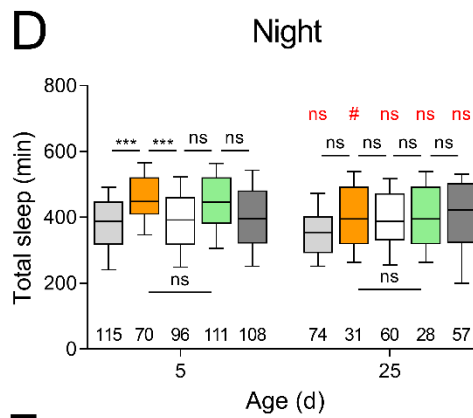 D
Night
800
600
400
200
0
Total sleep (min)
ns # ns ns ns
*** *** ns ns
ns ns ns ns
ns
ns
115 70 96 111 108
74 31 60 28 57
5
25
Age (d)